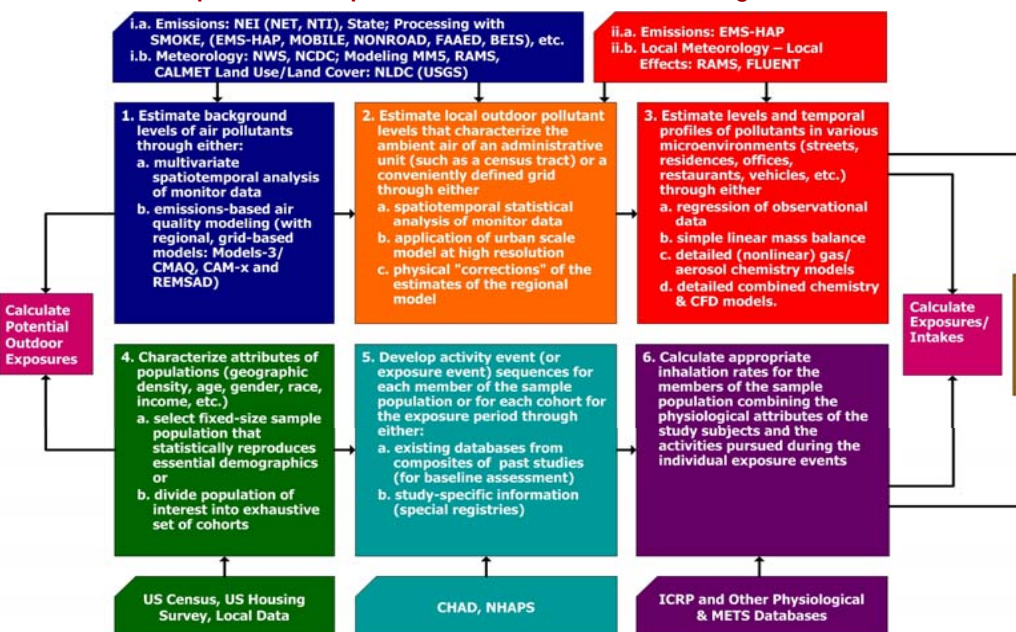 i.a. Emissions: NEI (NET, NTI), State; Processing with
SMOKE, (EMS-HAP, MOBILE, NONROAD, FAAED, BEIS), etc.
i.b. Meteorology: NWS, NCDC; Modeling MM5, RAMS,
CALMET Land Use/Land Cover: NLDC (USGS)
ii.a. Emissions: EMS-HAP
ii.b. Local Meteorology – Local
Effects: RAMS, FLUENT
1. Estimate background
levels of air pollutants
through either:
a. multivariate
spatiotemporal analysis
of monitor data
b. emissions-based air
quality modeling (with
regional, grid-based
models: Models-3/
CMAQ, CAM-x and
REMSAD)
2. Estimate local outdoor pollutant
levels that characterize the
ambient air of an administrative
unit (such as a census tract) or a
conveniently defined grid
through either
a. spatiotemporal statistical
analysis of monitor data
b. application of urban scale
model at high resolution
c. physical "corrections" of the
estimates of the regional
model
3. Estimate levels and temporal
profiles of pollutants in various
microenvironments (streets,
residences, offices,
restaurants, vehicles, etc.)
through either
a. regression of observational
data
b. simple linear mass balance
c. detailed (nonlinear) gas/
aerosol chemistry models
d. detailed combined chemistry
& CFD models.
Calculate
Potential
Outdoor
Exposures
Calculate
Exposures/
Intakes
4. Characterize attributes of
populations (geographic
density, age, gender, race,
income, etc.)
a. select fixed-size sample
population that
statistically reproduces
essential demographics
or
b. divide population of
interest into exhaustive
set of cohorts
5. Develop activity event (or
exposure event) sequences for
each member of the sample
population or for each cohort for
the exposure period through
either:
a. existing databases from
composites of past studies
(for baseline assessment)
b. study-specific information
(special registries)
6. Calculate appropriate
inhalation rates for the
members of the sample
population combining the
physiological attributes of the
study subjects and the
activities pursued during the
individual exposure events
US Census, US Housing
Survey, Local Data
CHAD, NHAPS
ICRP and Other Physiological
& METS Databases